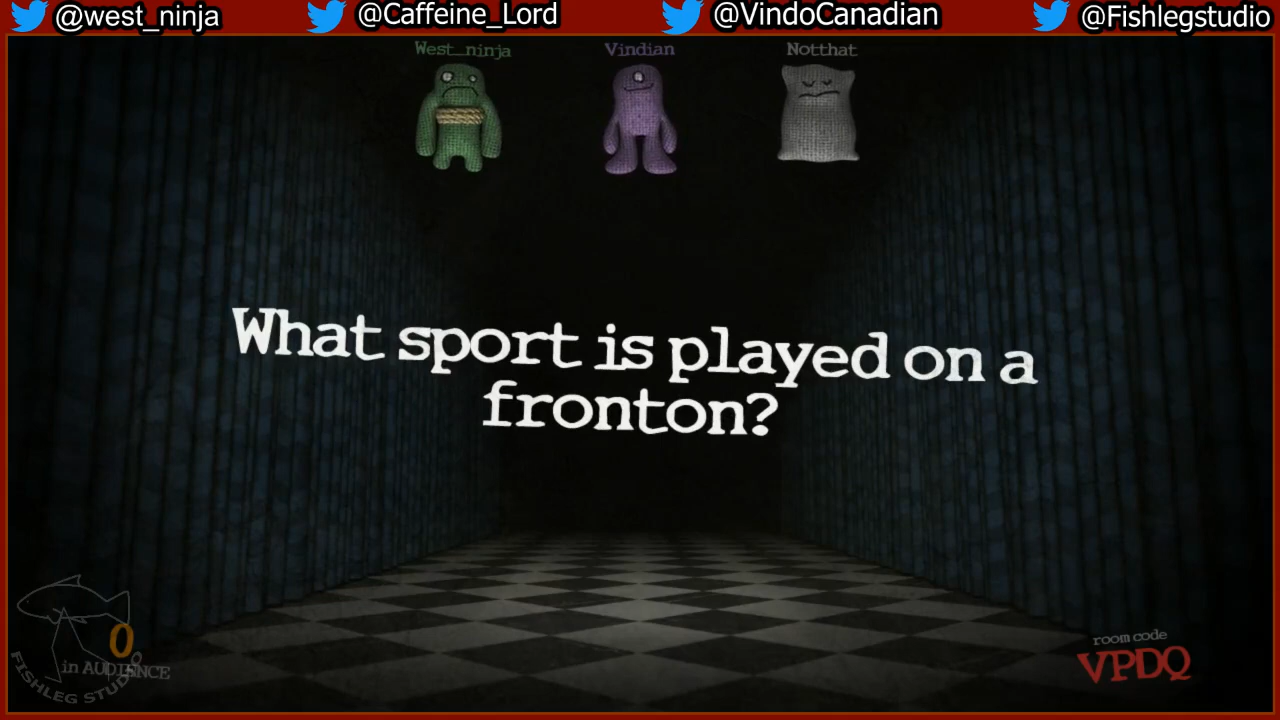 @west_ninja @Caffeine_Lord @VindoCanadian @Fishlegstudio
West_ninja Vindian Notthat
What sport is played on a
fronton?
0
in AUDIENCE
FISHLEG STUDIO
room code
VPDQ